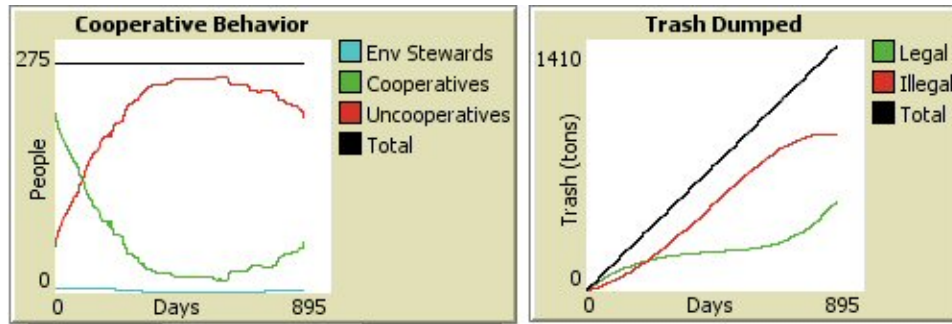 Cooperative Behavior
275
People
0
0
Days
895
Env Stewards
Cooperatives
Uncooperatives
Total
Trash Dumped
1410
Trash (tons)
0
0
Days
895
Legal
Illegal
Total